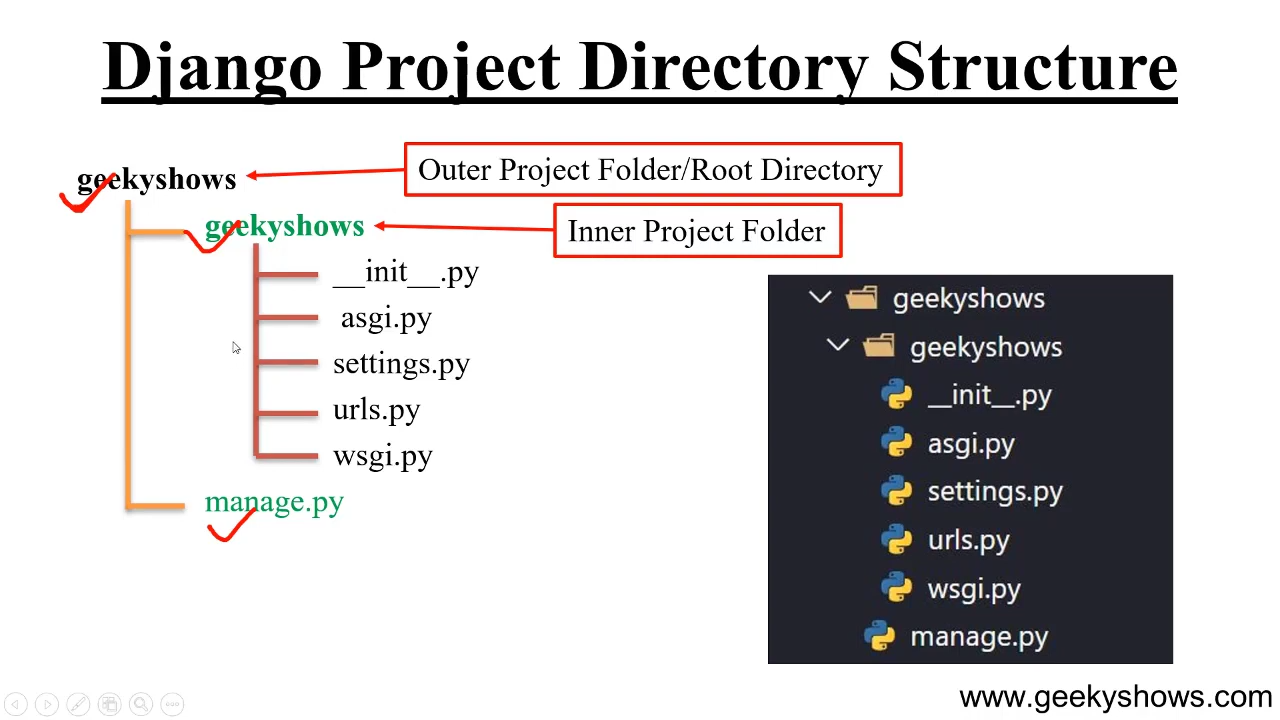 Django Project Directory Structure
geekyshows
Outer Project Folder/Root Directory
geekyshows
Inner Project Folder
__init__.py
asgi.py
settings.py
urls.py
wsgi.py
manage.py
geekyshows
geekyshows
__init__.py
asgi.py
settings.py
urls.py
wsgi.py
manage.py
www.geekyshows.com